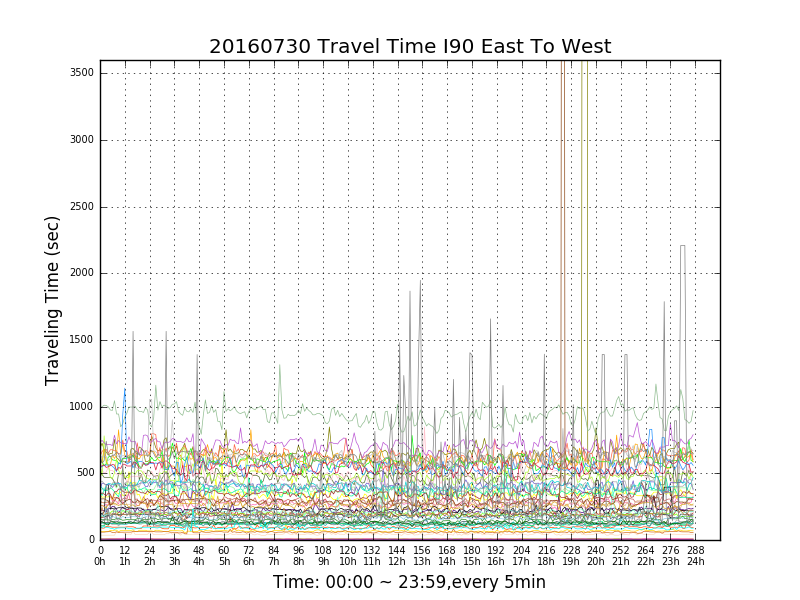 20160730 Travel Time I90 East To West
Traveling Time (sec)
3500
3000
2500
2000
1500
1000
500
0
0 12 24 36 48 60 72 84 96 108 120 132 144 156 168 180 192 204 216 228 240 252 264 276 288
0h 1h 2h 3h 4h 5h 6h 7h 8h 9h 10h 11h 12h 13h 14h 15h 16h 17h 18h 19h 20h 21h 22h 23h 24h
Time: 00:00 ~ 23:59,every 5min